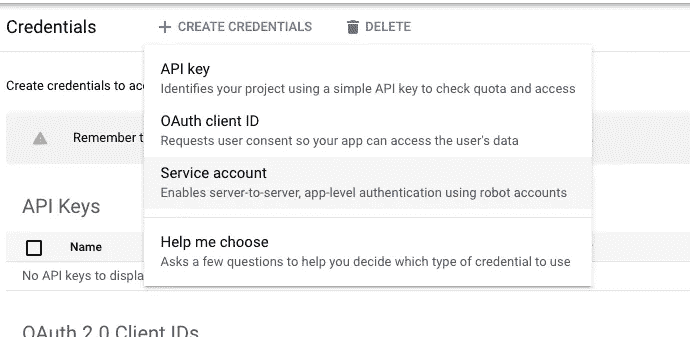 Credentials + CREATE CREDENTIALS DELETE
API key
Identifies your project using a simple API key to check quota and access
Create credentials to acc
OAuth client ID
Requests user consent so your app can access the user's data
Remember t
Service account
Enables server-to-server, app-level authentication using robot accounts
API Keys
Help me choose
Asks a few questions to help you decide which type of credential to use
Name
No API keys to displa
OAuth 2.0 Client IDs